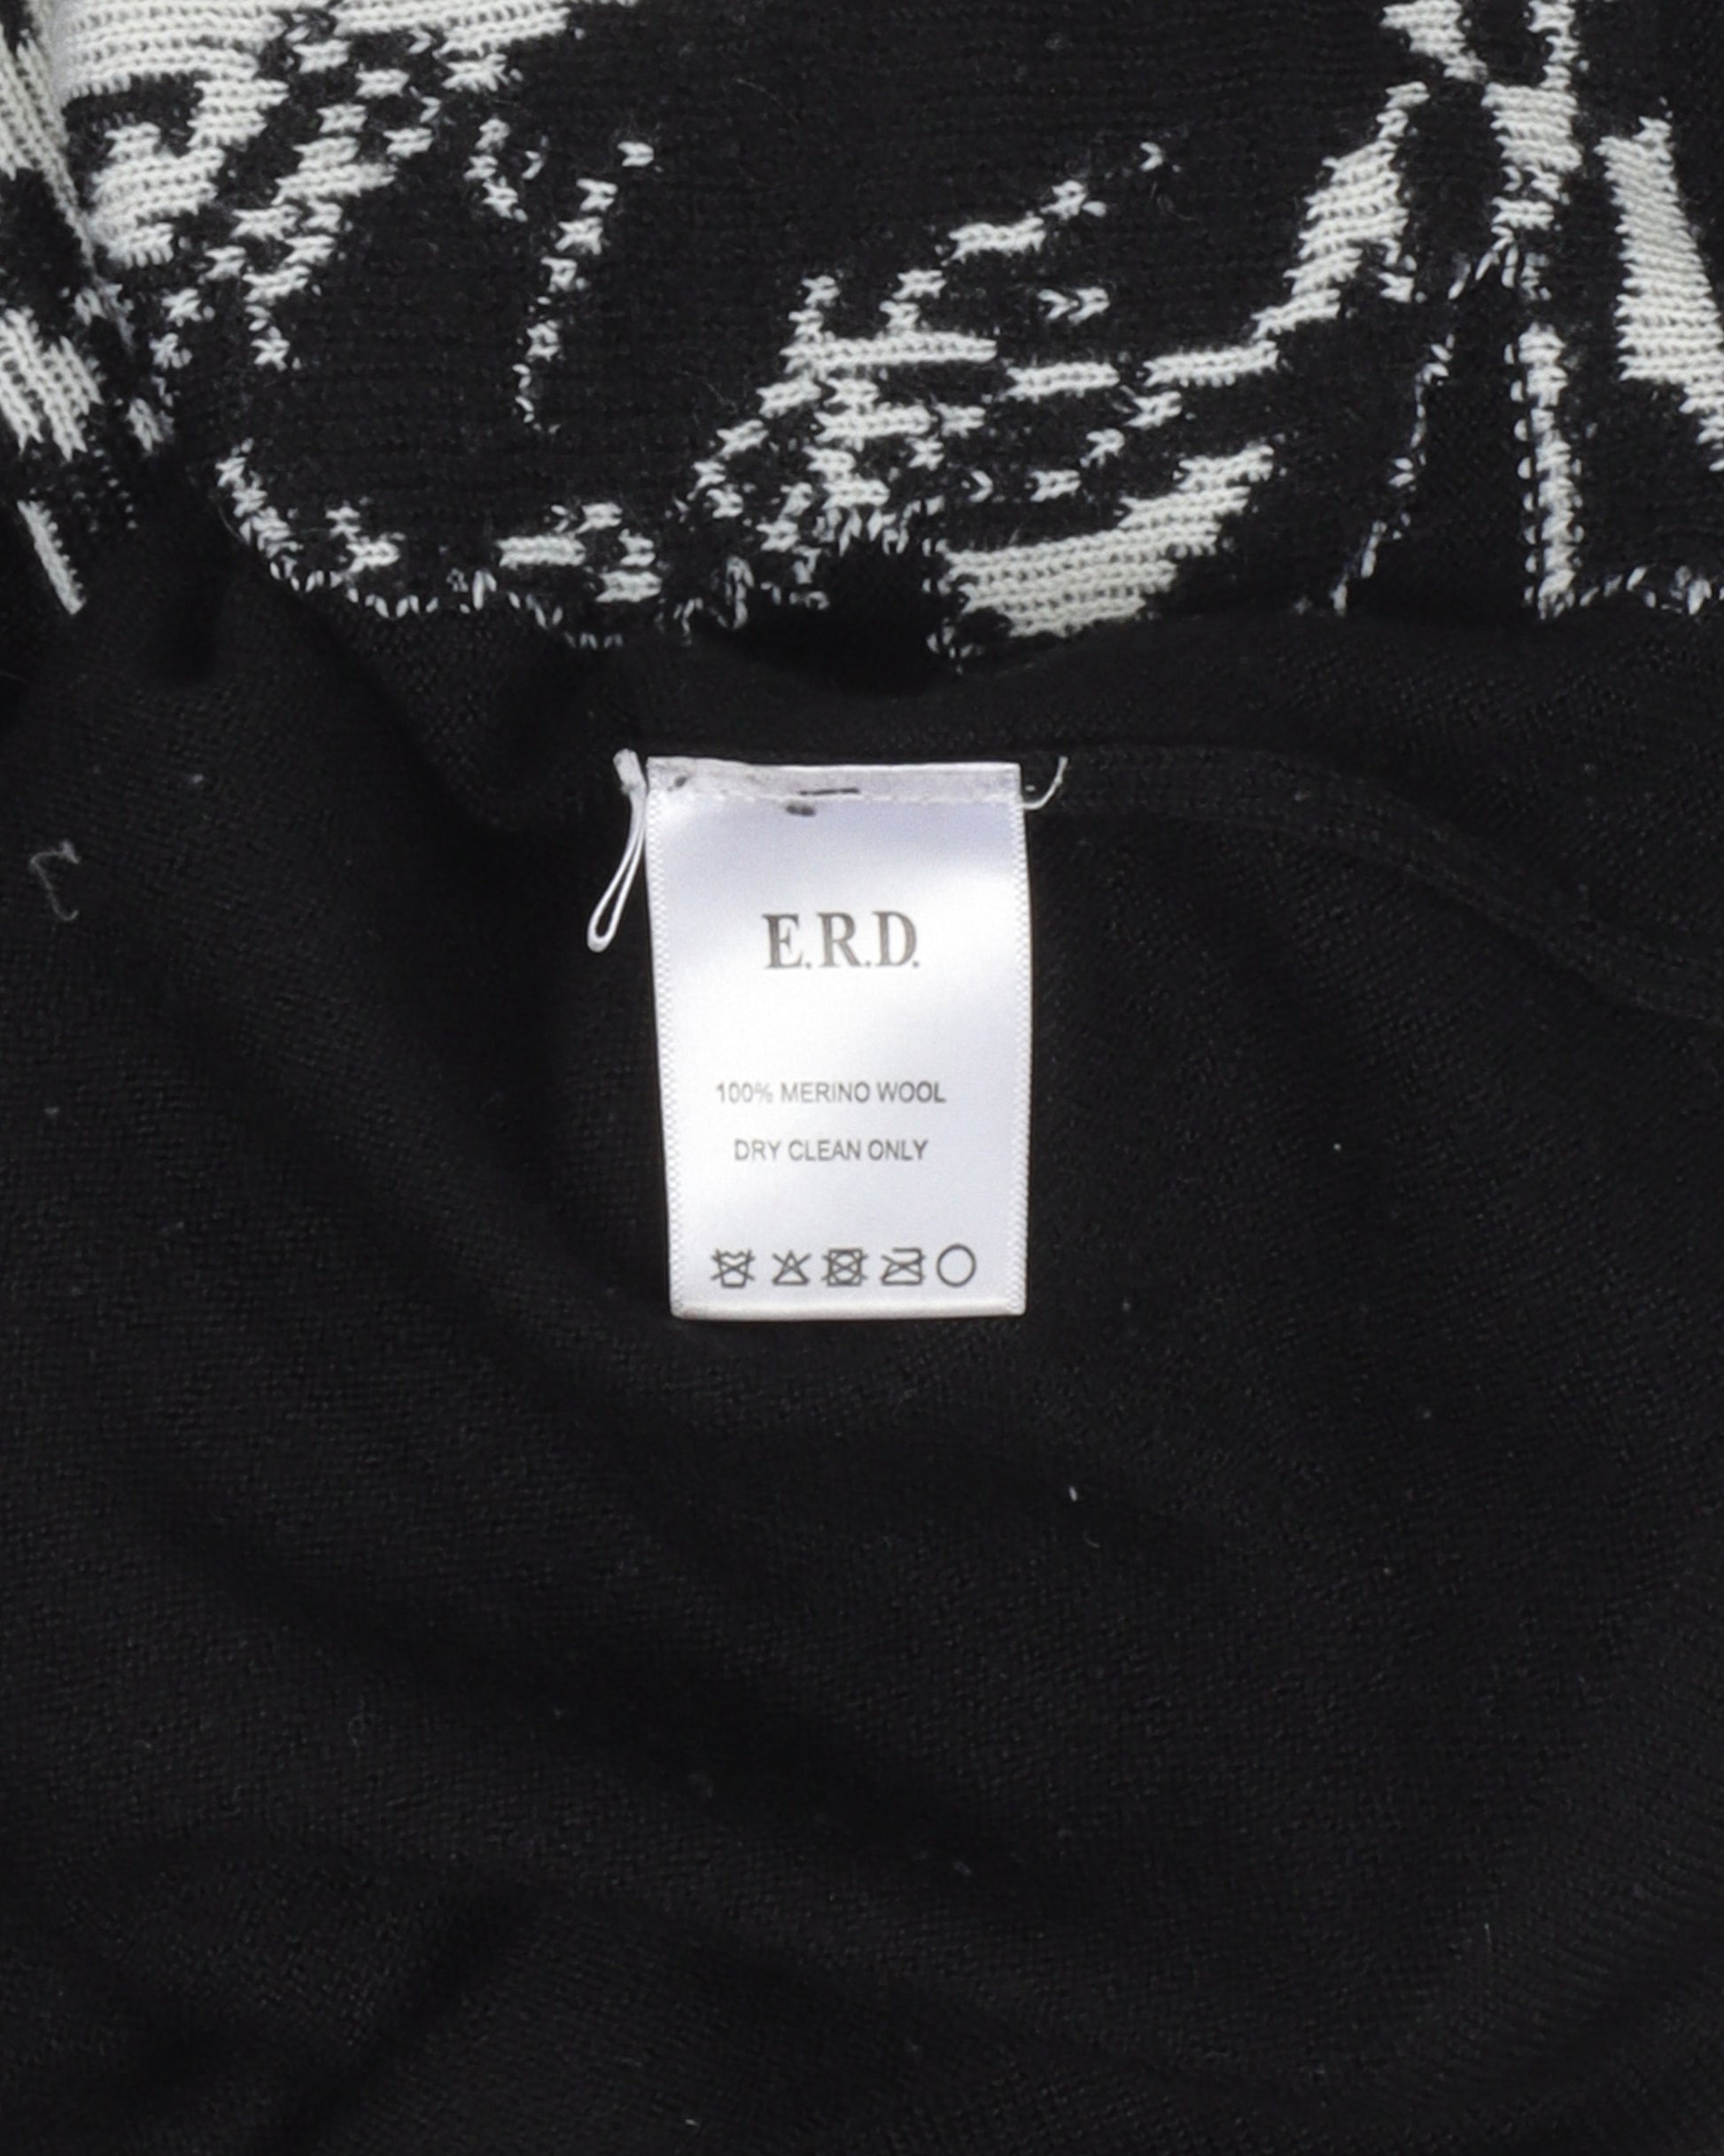 E.R.D.
100% MERINO WOOL
DRY CLEAN ONLY